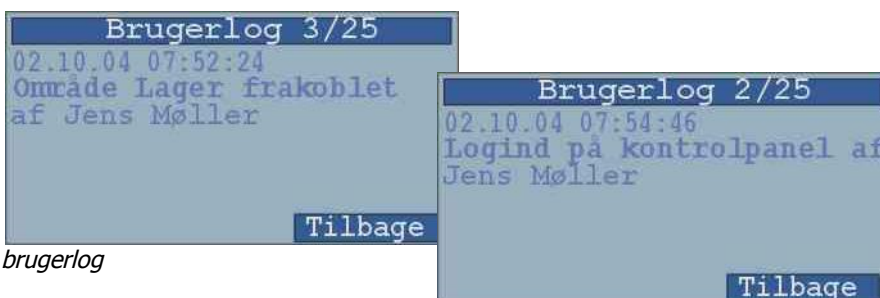 Brugerlog 3/25
02.10.04 07:52:24
Område Lager frakoblet
af Jens Møller
Tilbage
brugerlog
Brugerlog 2/25
02.10.04 07:54:46
Logind på kontrolpanel af
Jens Møller
Tilbage